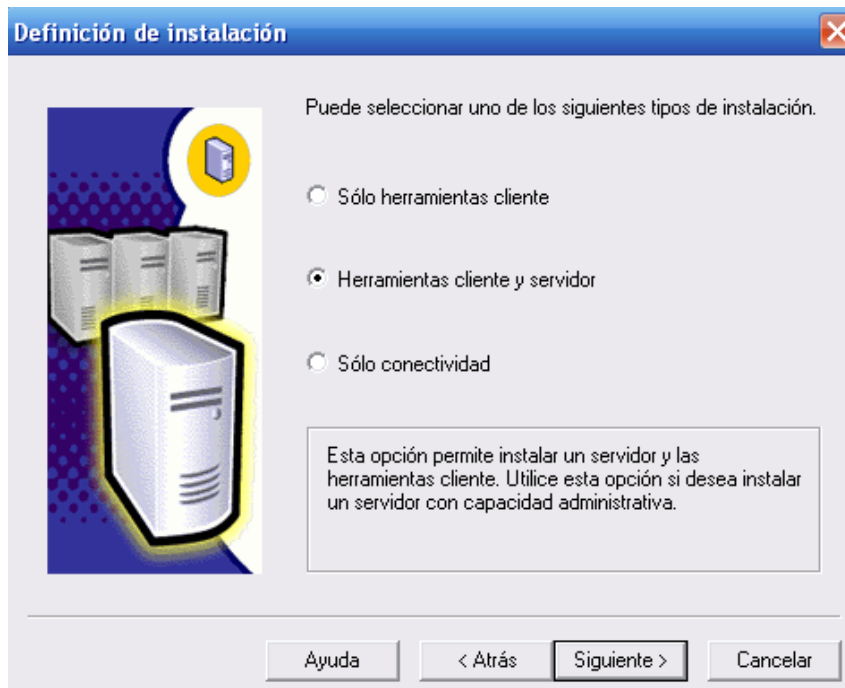 Definición de instalación
Puede seleccionar uno de los siguientes tipos de instalación.
Sólo herramientas cliente
Herramientas cliente y servidor
Sólo conectividad
Esta opción permite instalar un servidor y las
herramientas cliente. Utilice esta opción si desea instalar
un servidor con capacidad administrativa.
Ayuda
< Atrás
Siguiente >
Cancelar